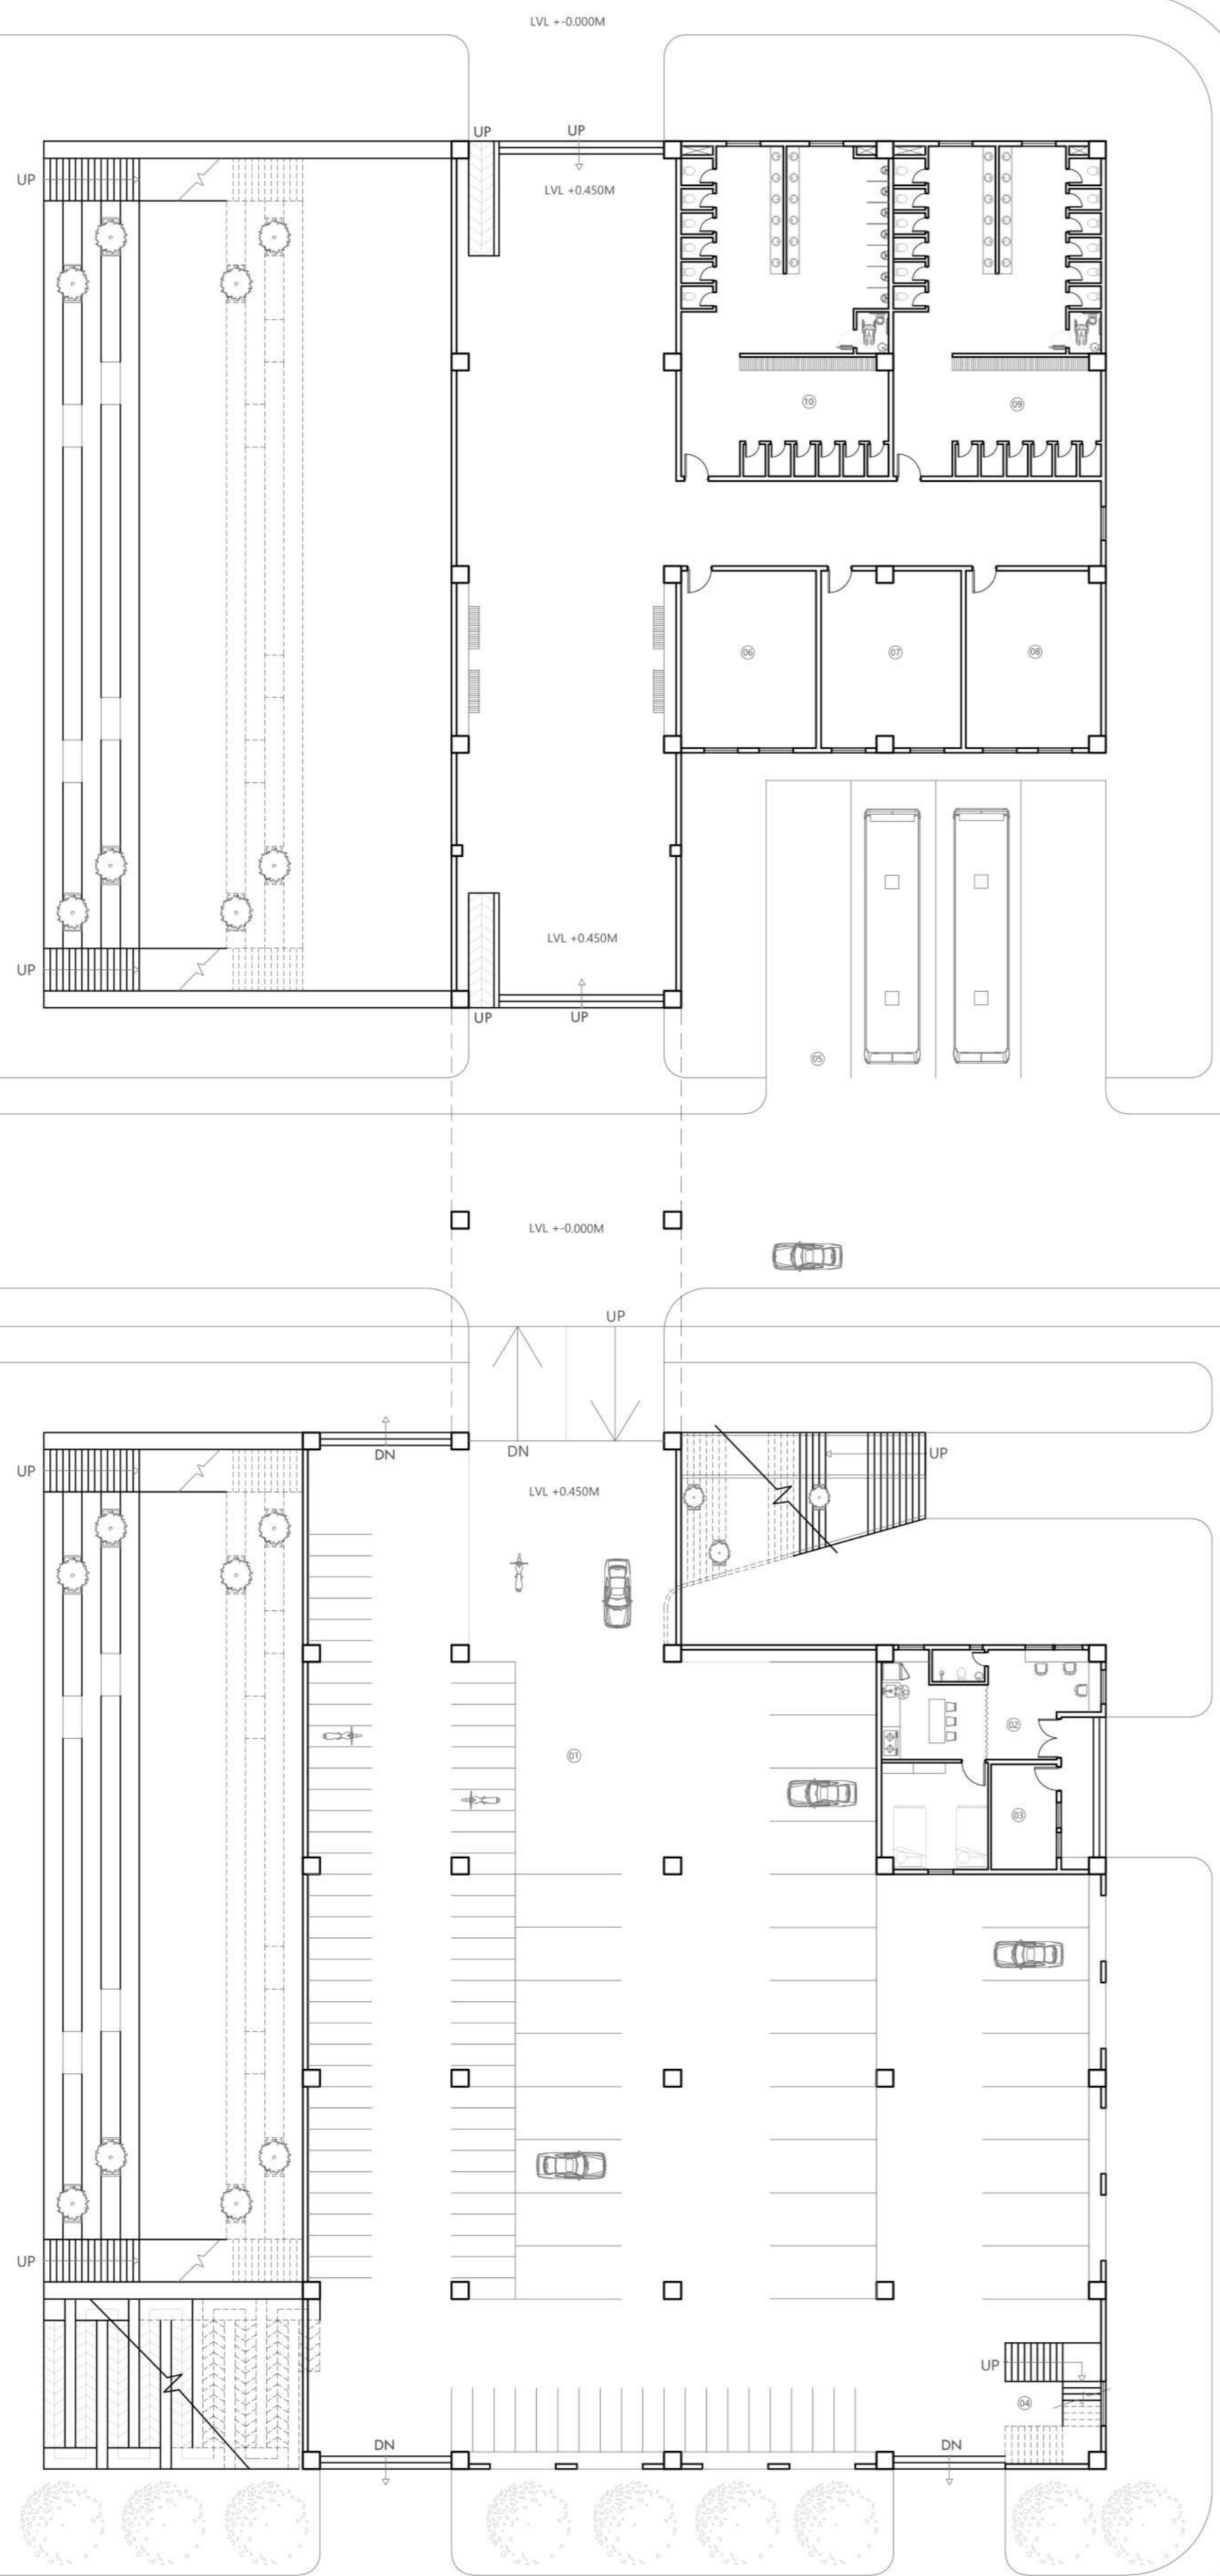 LVL +-0.000M
UP
UP
UP
LVL +0.450M
10
09
06
07
08
LVL +0.450M
UP
UP
UP
05
LVL +-0.000M
UP
DN
DN
UP
UP
LVL +0.450M
02
01
03
UP
UP
04
DN
DN